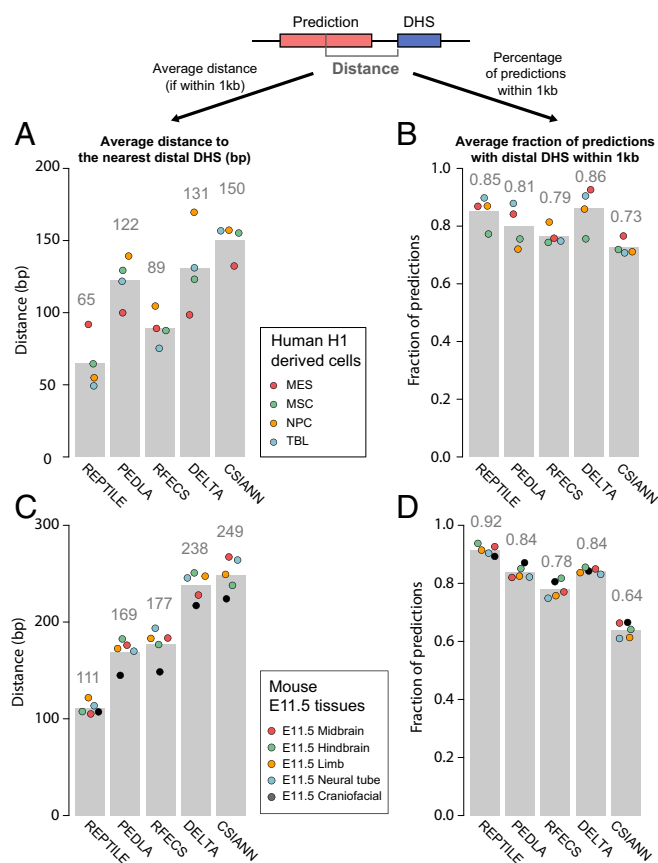 Prediction
DHS
Distance
Average distance
(if within 1kb)
Percentage
of predictions
within 1kb
A
Average distance to
the nearest distal DHS (bp)
200
150
100
50
0
Distance (bp)
65
122
89
131
150
REPTILE
PEDLA
RFECS
DELTA
CSIANN
Human H1
derived cells
MES
MSC
NPC
TBL
B
Average fraction of predictions
with distal DHS within 1kb
1.0
0.8
0.6
0.4
0.2
0.0
Fraction of predictions
0.85
0.81
0.79
0.86
0.73
REPTILE
PEDLA
RFECS
DELTA
CSIANN
C
300
200
100
0
Distance (bp)
111
169
177
238
249
REPTILE
PEDLA
RFECS
DELTA
CSIANN
Mouse
E11.5 tissues
E11.5 Midbrain
E11.5 Hindbrain
E11.5 Limb
E11.5 Neural tube
E11.5 Craniofacial
D
1.0
0.8
0.6
0.4
0.2
0.0
Fraction of predictions
0.92
0.84
0.78
0.84
0.64
REPTILE
PEDLA
RFECS
DELTA
CSIANN